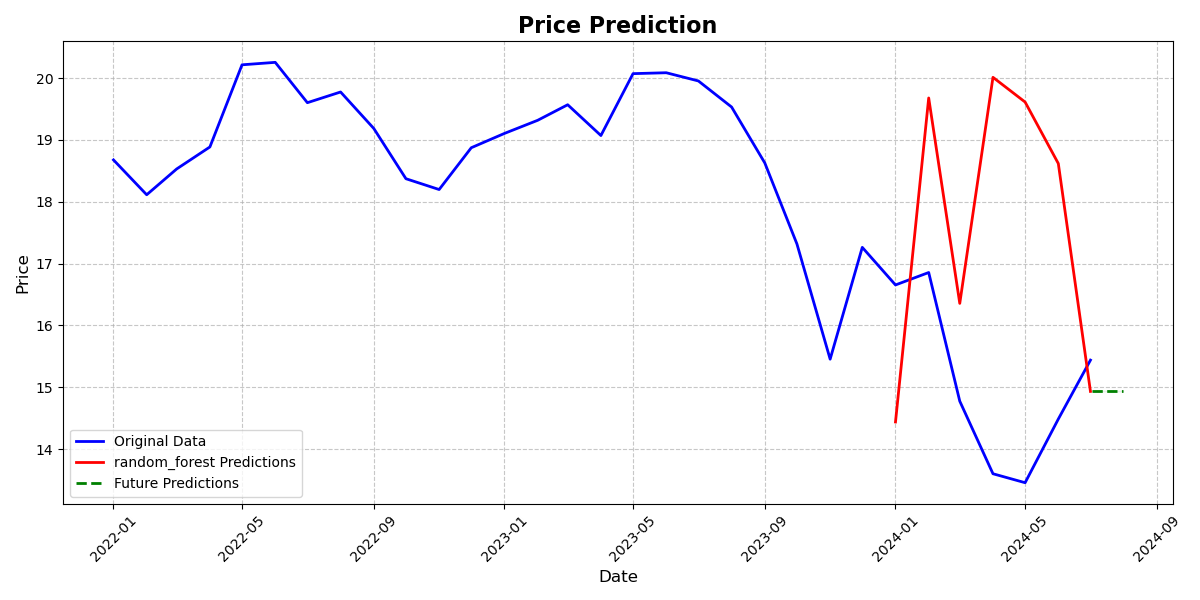 Price Prediction
Price
20
19
18
17
16
15
14
Original Data
random_forest Predictions
Future Predictions
2022-01
2022-05
2022-09
2023-01
2023-05
2023-09
2024-01
2024-05
2024-09
Date